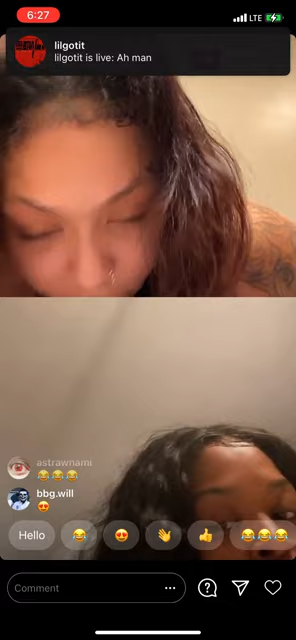 6:27
LTE
lilgotit
lilgotit is live: Ah man
astrawnami
😂😂😂
bbg.will
😍
Hello 😂 😍 👋 👍 😂😂😂
Comment